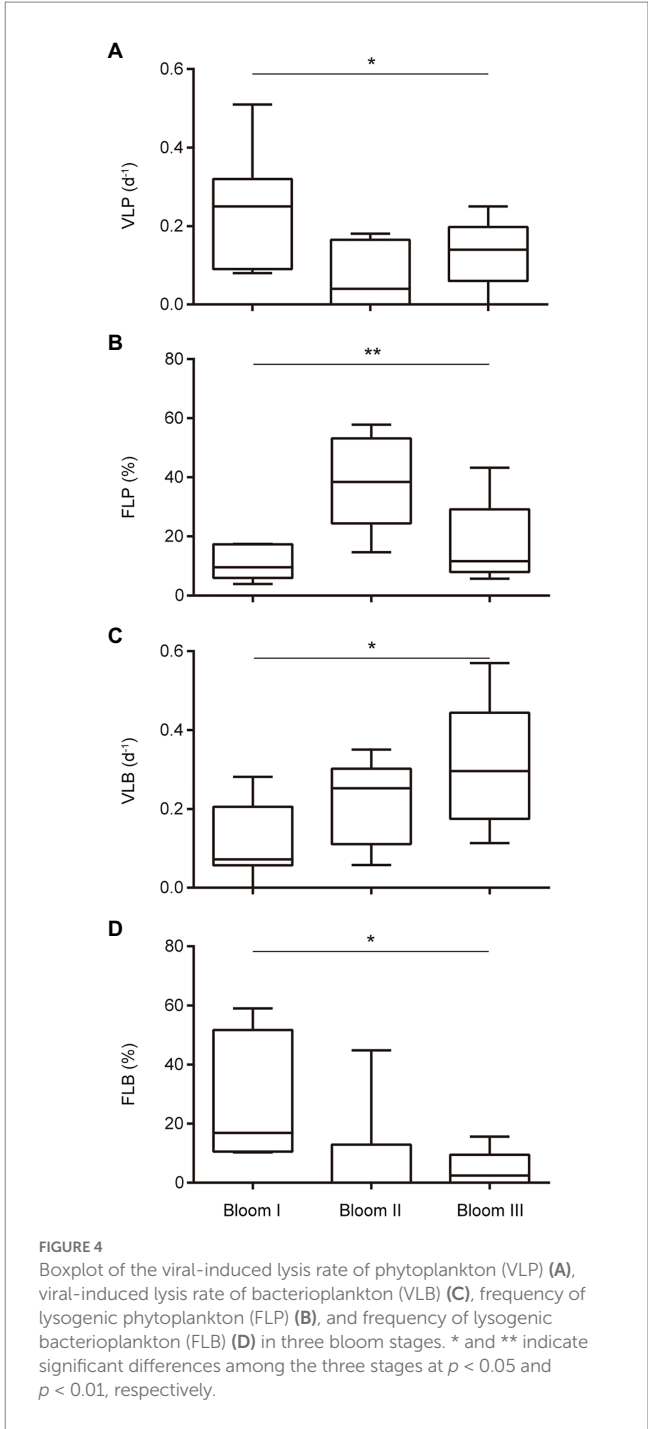 A
*
0.6
0.4
0.2
0.0
VLP (d-1)
B
**
80
60
40
20
0
FLP (%)
C
*
0.6
0.4
0.2
0.0
VLB (d-1)
D
*
80
60
40
20
0
FLB (%)
Bloom I Bloom II Bloom III
FIGURE 4
Boxplot of the viral-induced lysis rate of phytoplankton (VLP) (A),
viral-induced lysis rate of bacterioplankton (VLB) (C), frequency of
lysogenic phytoplankton (FLP) (B), and frequency of lysogenic
bacterioplankton (FLB) (D) in three bloom stages. * and ** indicate
significant differences among the three stages at p < 0.05 and
p < 0.01, respectively.